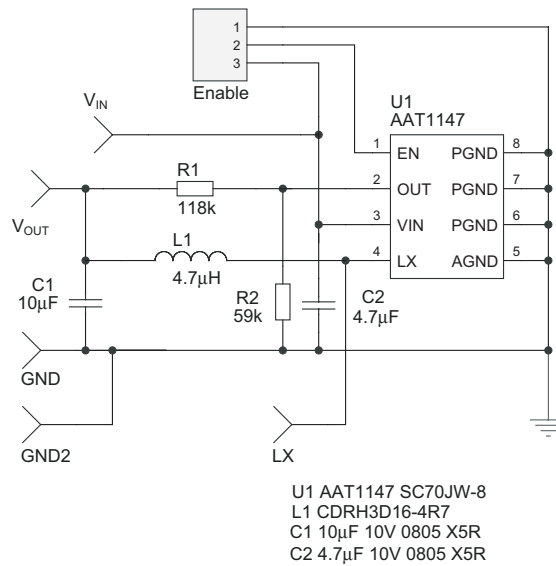 1
2
3
Enable
V_IN
U1
AAT1147
1 EN PGND 8
2 OUT PGND 7
3 VIN PGND 6
4 LX AGND 5
R1
118k
V_OUT
L1
4.7μH
C1
10μF
R2
59k
C2
4.7μF
GND
GND2
LX
U1 AAT1147 SC70JW-8
L1 CDRH3D16-4R7
C1 10μF 10V 0805 X5R
C2 4.7μF 10V 0805 X5R